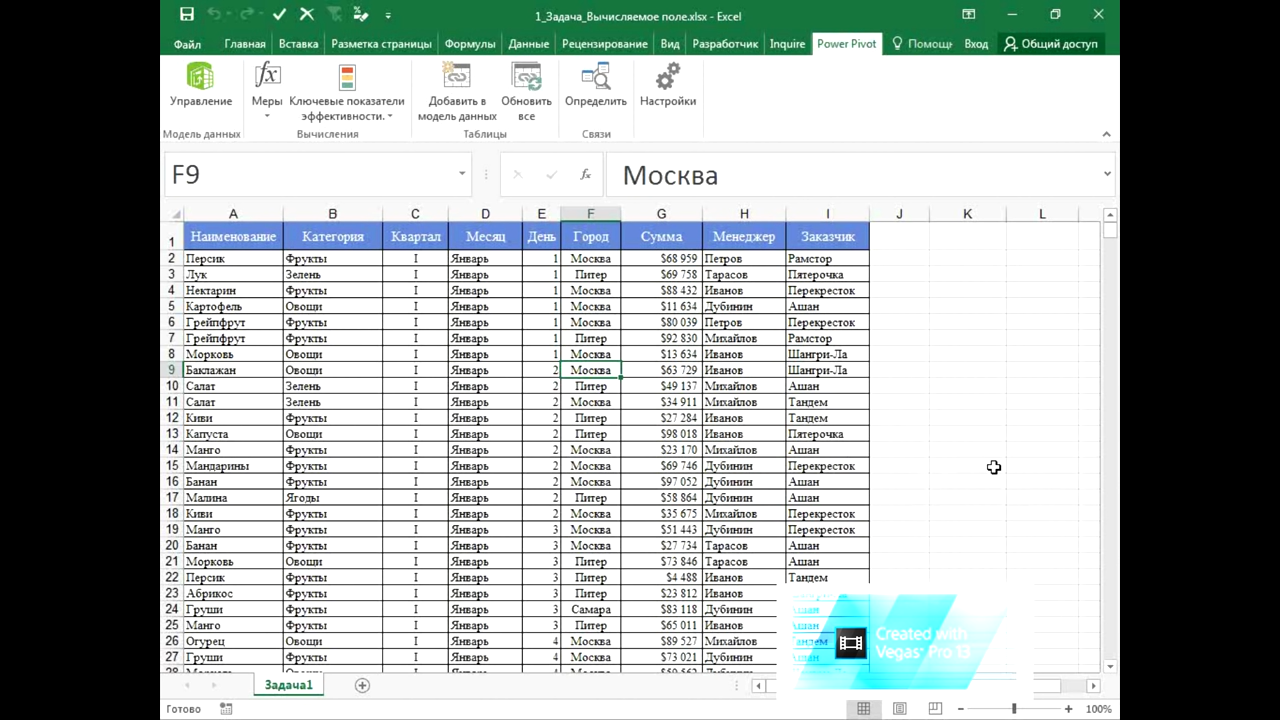 1_Задача_Вычисляемое поле.xlsx - Excel
Файл Главная Вставка Разметка страницы Формулы Данные Рецензирование Вид Разработчик Inquire Power Pivot Помощь Вход Общий доступ
Управление Меры Ключевые показатели эффективности. Добавить в модель данных Обновить все Определить Настройки
Модель данных Вычисления Таблицы Связи
F9 fx Москва
A B C D E F G H I J K L
1 Наименование Категория Квартал Месяц День Город Сумма Менеджер Заказчик
2 Персик Фрукты I Январь 1 Москва $68 959 Петров Рамстор
3 Лук Зелень I Январь 1 Питер $69 758 Тарасов Пятерочка
4 Нектарин Фрукты I Январь 1 Москва $88 432 Иванов Перекресток
5 Картофель Овощи I Январь 1 Москва $11 634 Дубинин Ашан
6 Грейпфрут Фрукты I Январь 1 Москва $80 039 Петров Перекресток
7 Грейпфрут Фрукты I Январь 1 Питер $92 830 Михайлов Рамстор
8 Морковь Овощи I Январь 1 Москва $13 634 Иванов Шангри-Ла
9 Баклажан Овощи I Январь 2 Москва $63 729 Иванов Шангри-Ла
10 Салат Зелень I Январь 2 Питер $49 137 Михайлов Ашан
11 Салат Зелень I Январь 2 Москва $34 911 Михайлов Тандем
12 Киви Фрукты I Январь 2 Питер $27 284 Иванов Тандем
13 Капуста Овощи I Январь 2 Питер $98 018 Иванов Пятерочка
14 Манго Фрукты I Январь 2 Москва $23 170 Михайлов Ашан
15 Мандарины Фрукты I Январь 2 Москва $69 746 Дубинин Перекресток
16 Банан Фрукты I Январь 2 Москва $97 052 Дубинин Ашан
17 Малина Ягоды I Январь 2 Питер $58 864 Дубинин Ашан
18 Киви Фрукты I Январь 2 Москва $35 675 Михайлов Перекресток
19 Манго Фрукты I Январь 3 Москва $51 443 Дубинин Перекресток
20 Банан Фрукты I Январь 3 Москва $27 734 Тарасов Ашан
21 Морковь Овощи I Январь 3 Питер $73 846 Тарасов Ашан
22 Персик Фрукты I Январь 3 Питер $4 488 Иванов Тандем
23 Абрикос Фрукты I Январь 3 Питер $23 812 Иванов
24 Груши Фрукты I Январь 3 Самара $83 118 Дубинин Ашан
25 Манго Фрукты I Январь 3 Питер $65 011 Иванов Ашан
26 Огурец Овощи I Январь 4 Москва $89 527 Михайлов Тандем
27 Груши Фрукты I Январь 4 Москва $73 021 Михайлов Ашан
28
Created with
Vegas Pro 13
Задача1
Готово 100%